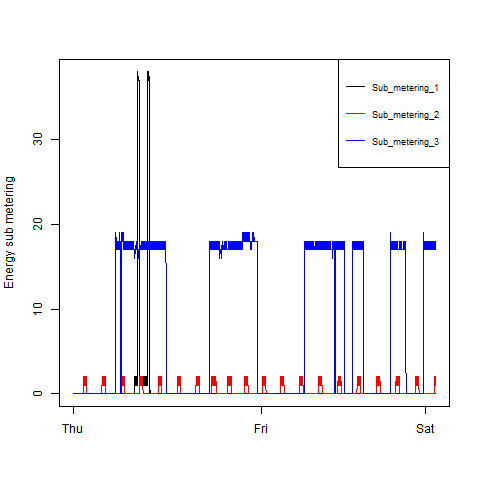 Sub_metering_1
Sub_metering_2
Sub_metering_3
Energy sub metering
30
20
10
0
Thu
Fri
Sat